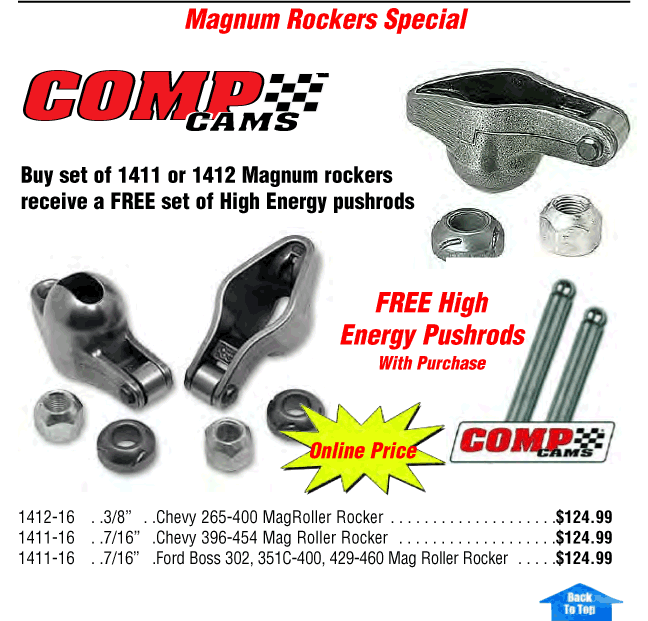 Magnum Rockers Special
COMP
CAMS
Buy set of 1411 or 1412 Magnum rockers
receive a FREE set of High Energy pushrods
FREE High
Energy Pushrods
With Purchase
Online Price
COMP
CAMS
1412-16 . .3/8” . .Chevy 265-400 MagRoller Rocker . . . . . . . . . . . . . . . . . . . .$124.99
1411-16 . .7/16” .Chevy 396-454 Mag Roller Rocker . . . . . . . . . . . . . . . . . . .$124.99
1411-16 . .7/16” .Ford Boss 302, 351C-400, 429-460 Mag Roller Rocker . . . . .$124.99
Back
To Top